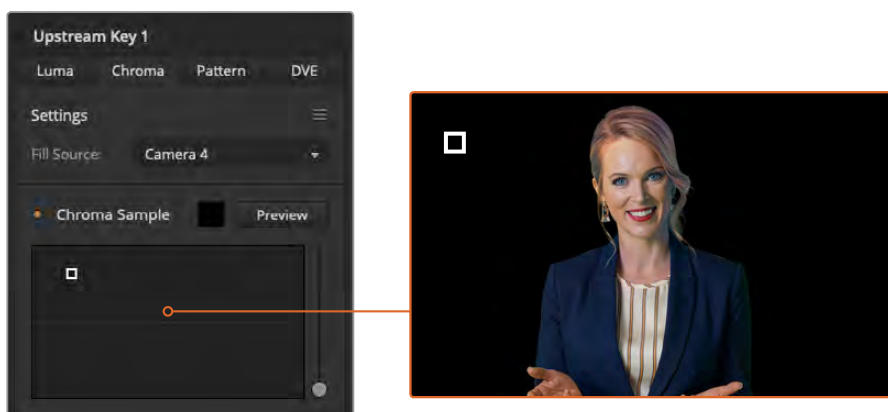 Upstream Key 1
Luma Chroma Pattern DVE
Settings
Fill Source: Camera 4
Chroma Sample Preview